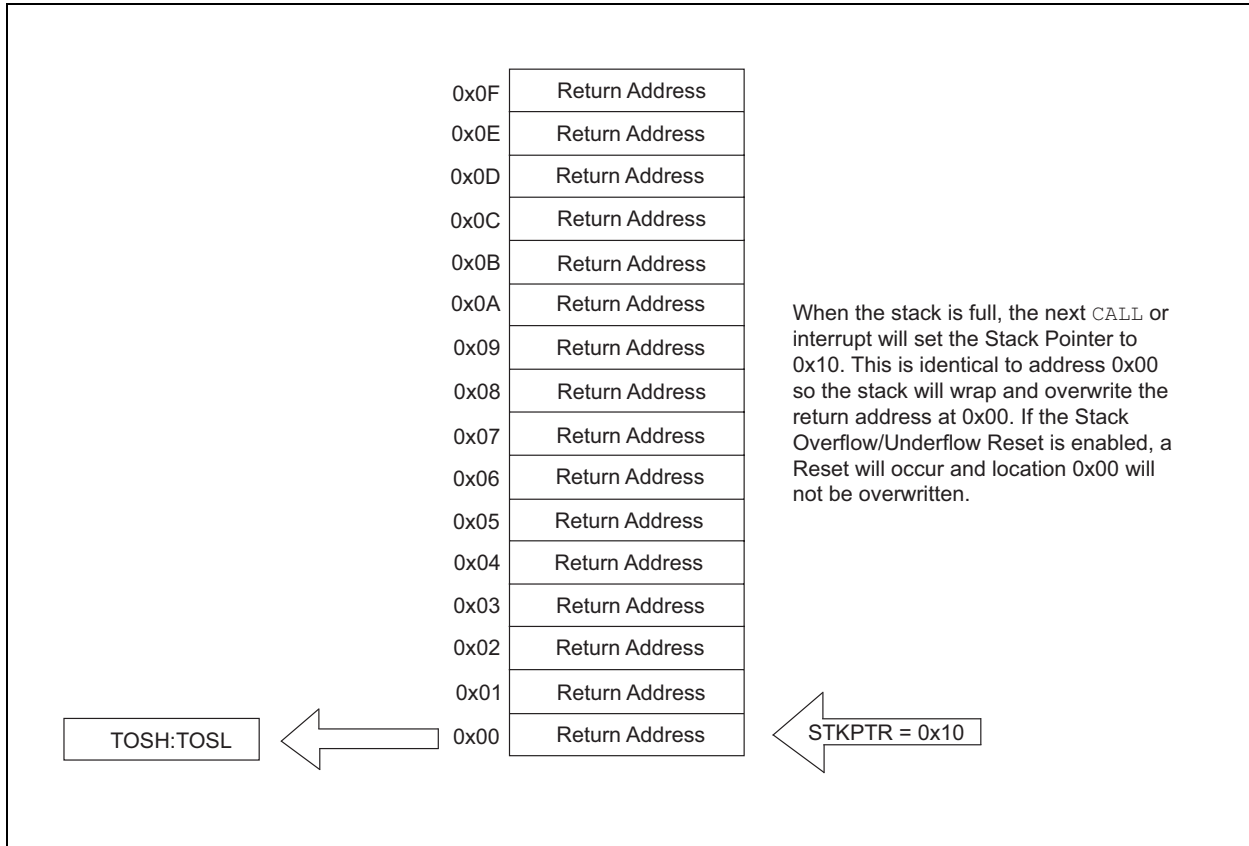 0x0F Return Address
0x0E Return Address
0x0D Return Address
0x0C Return Address
0x0B Return Address
0x0A Return Address
0x09 Return Address
0x08 Return Address
0x07 Return Address
0x06 Return Address
0x05 Return Address
0x04 Return Address
0x03 Return Address
0x02 Return Address
0x01 Return Address
TOSH:TOSL 0x00 Return Address STKPTR = 0x10
When the stack is full, the next CALL or
interrupt will set the Stack Pointer to
0x10. This is identical to address 0x00
so the stack will wrap and overwrite the
return address at 0x00. If the Stack
Overflow/Underflow Reset is enabled, a
Reset will occur and location 0x00 will
not be overwritten.